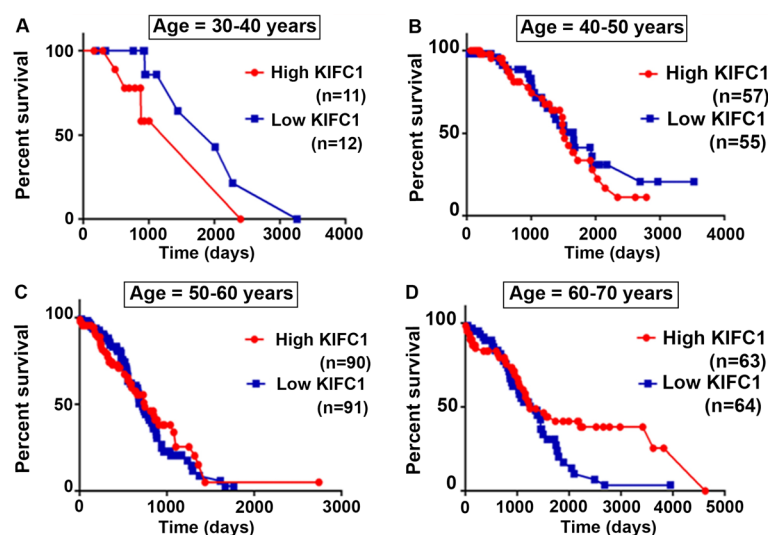 A
Age = 30-40 years
Percent survival
100
50
0
High KIFC1
(n=11)
Low KIFC1
(n=12)
0 1000 2000 3000 4000
Time (days)
B
Age = 40-50 years
Percent survival
100
50
0
High KIFC1
(n=57)
Low KIFC1
(n=55)
0 1000 2000 3000 4000
Time (days)
C
Age = 50-60 years
Percent survival
100
50
0
High KIFC1
(n=90)
Low KIFC1
(n=91)
0 1000 2000 3000
Time (days)
D
Age = 60-70 years
Percent survival
100
50
0
High KIFC1
(n=63)
Low KIFC1
(n=64)
0 1000 2000 3000 4000 5000
Time (days)